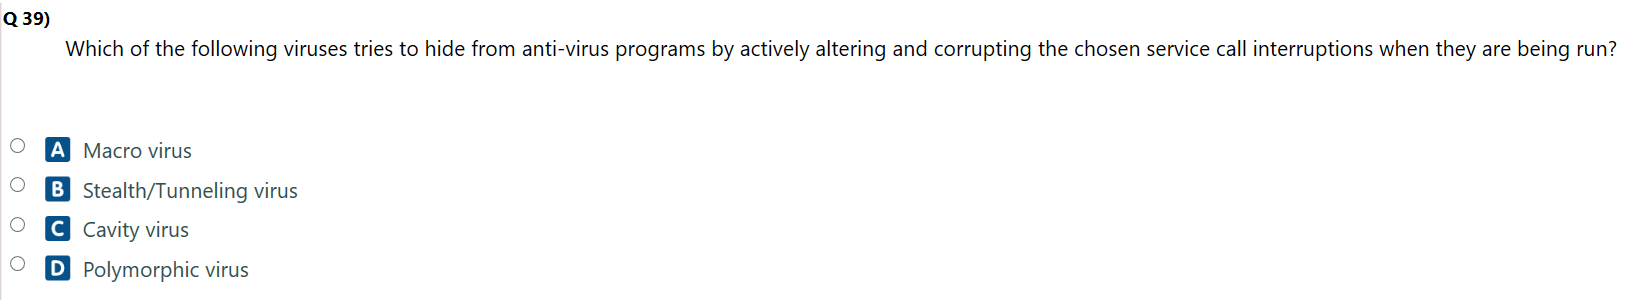 Q 39)
Which of the following viruses tries to hide from anti-virus programs by actively altering and corrupting the chosen service call interruptions when they are being run?
A Macro virus
B Stealth/Tunneling virus
C Cavity virus
D Polymorphic virus